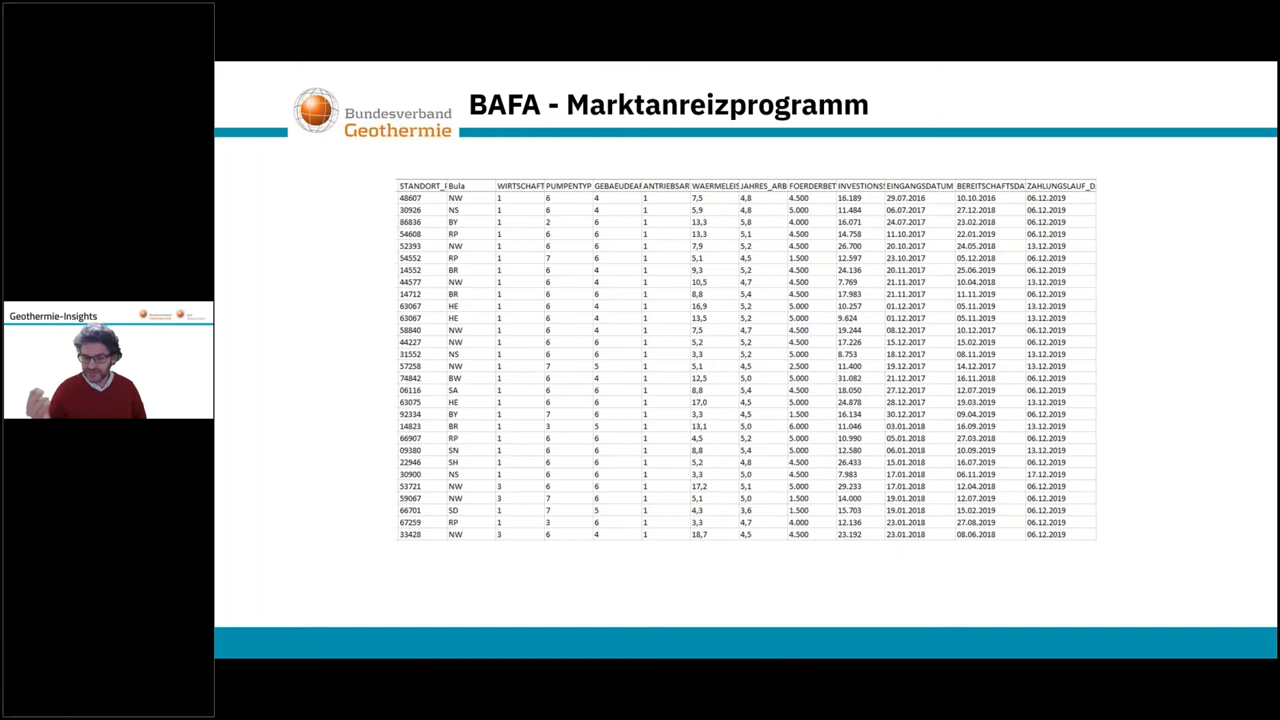 Geothermie-Insights
Bundesverband
Geothermie
BAFA - Marktanreizprogramm
STANDORT_ Bula WIRTSCHAFT PUMPENTYP GEBAEUDEAR ANTRIEBSAR WAERMELEIS JAHRES_ARB FOERDERBET INVESTIONSS EINGANGSDATUM BEREITSCHAFTSDA ZAHLUNGSLAUF_D
48607 NW 1 6 4 1 7,5 4,8 4.500 16.189 29.07.2016 10.10.2016 06.12.2019
30926 NS 1 6 4 1 5,9 4,8 5.000 11.484 06.07.2017 27.12.2018 06.12.2019
86836 BY 1 2 6 1 13,3 5,8 4.000 16.071 24.07.2017 23.02.2018 06.12.2019
54608 RP 1 6 6 1 13,3 5,1 4.500 14.758 11.10.2017 22.01.2019 06.12.2019
52393 NW 1 6 6 1 7,9 5,2 4.500 26.700 20.10.2017 24.05.2018 13.12.2019
54552 RP 1 7 6 1 5,1 4,5 1.500 12.597 23.10.2017 05.12.2018 06.12.2019
14552 BR 1 6 4 1 9,3 5,2 4.500 24.136 20.11.2017 25.06.2019 06.12.2019
44577 NW 1 6 4 1 10,5 4,7 4.500 7.769 21.11.2017 10.04.2018 13.12.2019
14712 BR 1 6 6 1 8,8 5,4 4.500 17.983 21.11.2017 11.11.2019 06.12.2019
63067 HE 1 6 4 1 16,9 5,2 5.000 10.257 01.12.2017 05.11.2019 13.12.2019
63067 HE 1 6 4 1 13,5 5,2 5.000 9.624 01.12.2017 05.11.2019 13.12.2019
58840 NW 1 6 4 1 7,5 4,7 4.500 19.244 08.12.2017 10.12.2017 06.12.2019
44227 NW 1 6 6 1 5,2 5,2 4.500 17.226 15.12.2017 15.02.2019 06.12.2019
31552 NS 1 6 6 1 3,3 5,2 5.000 8.753 18.12.2017 08.11.2019 13.12.2019
57258 NW 1 7 5 1 5,1 4,5 2.500 11.400 19.12.2017 14.12.2017 13.12.2019
74842 BW 1 6 4 1 12,5 5,0 5.000 31.082 21.12.2017 16.11.2018 06.12.2019
06116 SA 1 6 6 1 8,8 5,4 4.500 18.050 27.12.2017 12.07.2019 06.12.2019
63075 HE 1 6 6 1 17,0 4,5 5.000 24.878 28.12.2017 19.03.2019 13.12.2019
92334 BY 1 7 6 1 3,3 4,5 1.500 16.134 30.12.2017 09.04.2019 06.12.2019
14823 BR 1 3 5 1 13,1 5,0 6.000 11.046 03.01.2018 16.09.2019 13.12.2019
66907 RP 1 6 6 1 4,5 5,2 5.000 10.990 05.01.2018 27.03.2018 06.12.2019
09380 SN 1 6 6 1 8,8 5,4 5.000 12.580 06.01.2018 10.09.2019 13.12.2019
22946 SH 1 6 6 1 5,2 4,8 4.500 26.433 15.01.2018 16.07.2019 06.12.2019
30900 NS 1 6 6 1 3,3 5,0 4.500 7.983 17.01.2018 06.11.2019 17.12.2019
53721 NW 3 6 6 1 17,2 5,1 5.000 29.233 17.01.2018 12.04.2018 06.12.2019
59067 NW 3 7 6 1 5,1 5,0 1.500 14.000 19.01.2018 12.07.2019 06.12.2019
66701 SD 1 7 5 1 4,3 3,6 1.500 15.703 19.01.2018 15.02.2019 06.12.2019
67259 RP 1 3 6 1 3,3 4,7 4.000 12.136 23.01.2018 27.08.2019 06.12.2019
33428 NW 3 6 4 1 18,7 4,5 4.500 23.192 23.01.2018 08.06.2018 06.12.2019